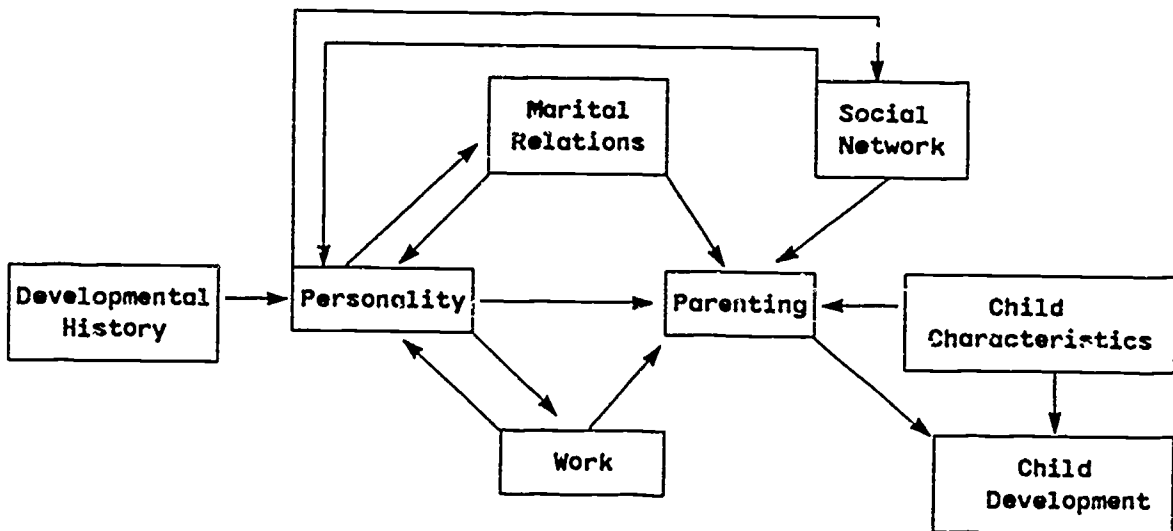 Marital
Relations
Social
Network
Developmental
History
Personality
Parenting
Child
Characteristics
Work
Child
Development